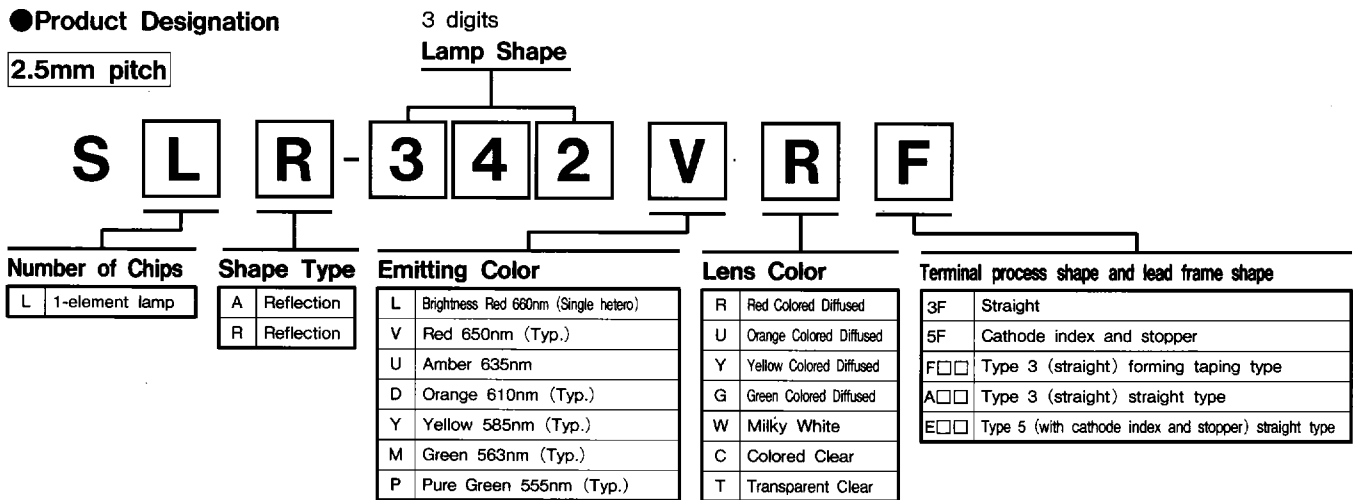 ●Product Designation
3 digits
Lamp Shape
2.5mm pitch
S L R - 3 4 2 V R F
Number of Chips
L 1-element lamp
Shape Type
A Reflection
R Reflection
Emitting Color
L Brightness Red 660nm (Single hetero)
V Red 650nm (Typ.)
U Amber 635nm
D Orange 610nm (Typ.)
Y Yellow 585nm (Typ.)
M Green 563nm (Typ.)
P Pure Green 555nm (Typ.)
Lens Color
R Red Colored Diffused
U Orange Colored Diffused
Y Yellow Colored Diffused
G Green Colored Diffused
W Milky White
C Colored Clear
T Transparent Clear
Terminal process shape and lead frame shape
3F Straight
5F Cathode index and stopper
F□□ Type 3 (straight) forming taping type
A□□ Type 3 (straight) straight type
E□□ Type 5 (with cathode index and stopper) straight type